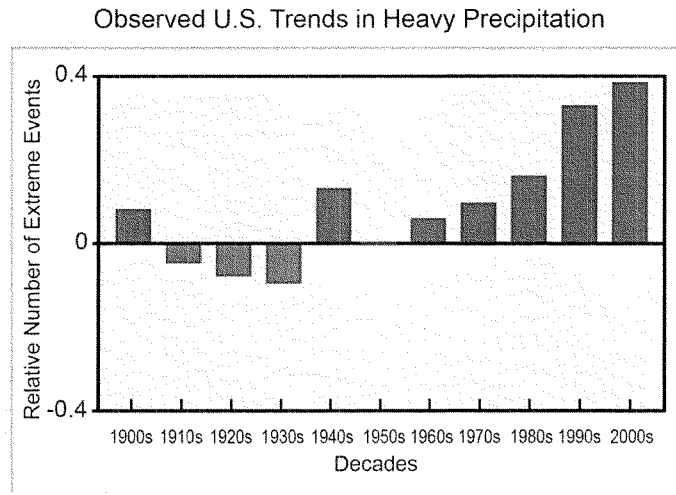 Observed U.S. Trends in Heavy Precipitation
Relative Number of Extreme Events
0.4
0
-0.4
1900s 1910s 1920s 1930s 1940s 1950s 1960s 1970s 1980s 1990s 2000s
Decades